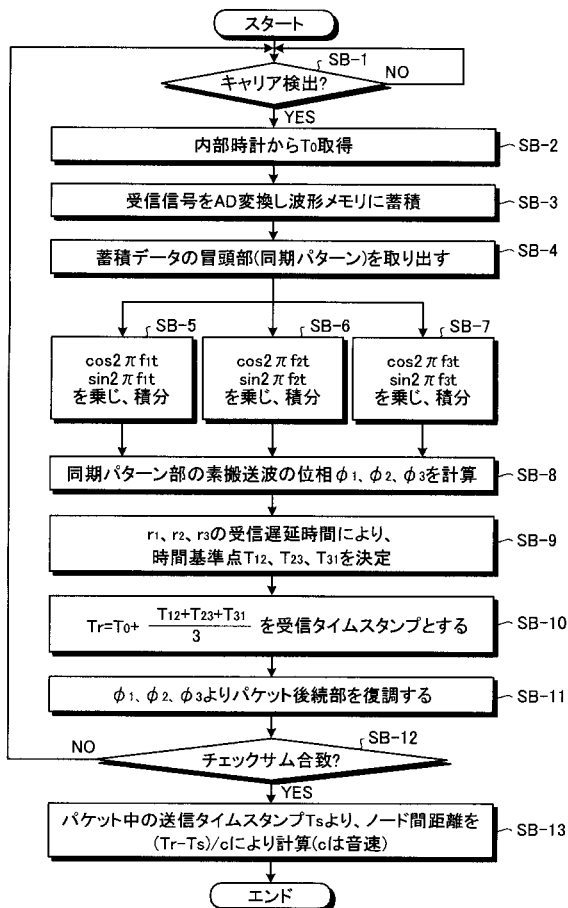 スタート
SB-1
キャリア検出?
NO
YES
内部時計からT0取得
SB-2
受信信号をAD変換し波形メモリに蓄積
SB-3
蓄積データの冒頭部(同期パターン)を取り出す
SB-4
SB-5
cos2πf1t
sin2πf1t
を乗じ、積分
SB-6
cos2πf2t
sin2πf2t
を乗じ、積分
SB-7
cos2πf3t
sin2πf3t
を乗じ、積分
同期パターン部の素搬送波の位相φ1、φ2、φ3を計算
SB-8
r1、r2、r3の受信遅延時間により、
時間基準点T12、T23、T31を決定
SB-9
Tr=T0+ (T12+T23+T31)/3 を受信タイムスタンプとする
SB-10
φ1、φ2、φ3よりパケット後続部を復調する
SB-11
SB-12
NO
チェックサム合致?
YES
パケット中の送信タイムスタンプTsより、ノード間距離を
(Tr-Ts)/cにより計算(cは音速)
SB-13
エンド